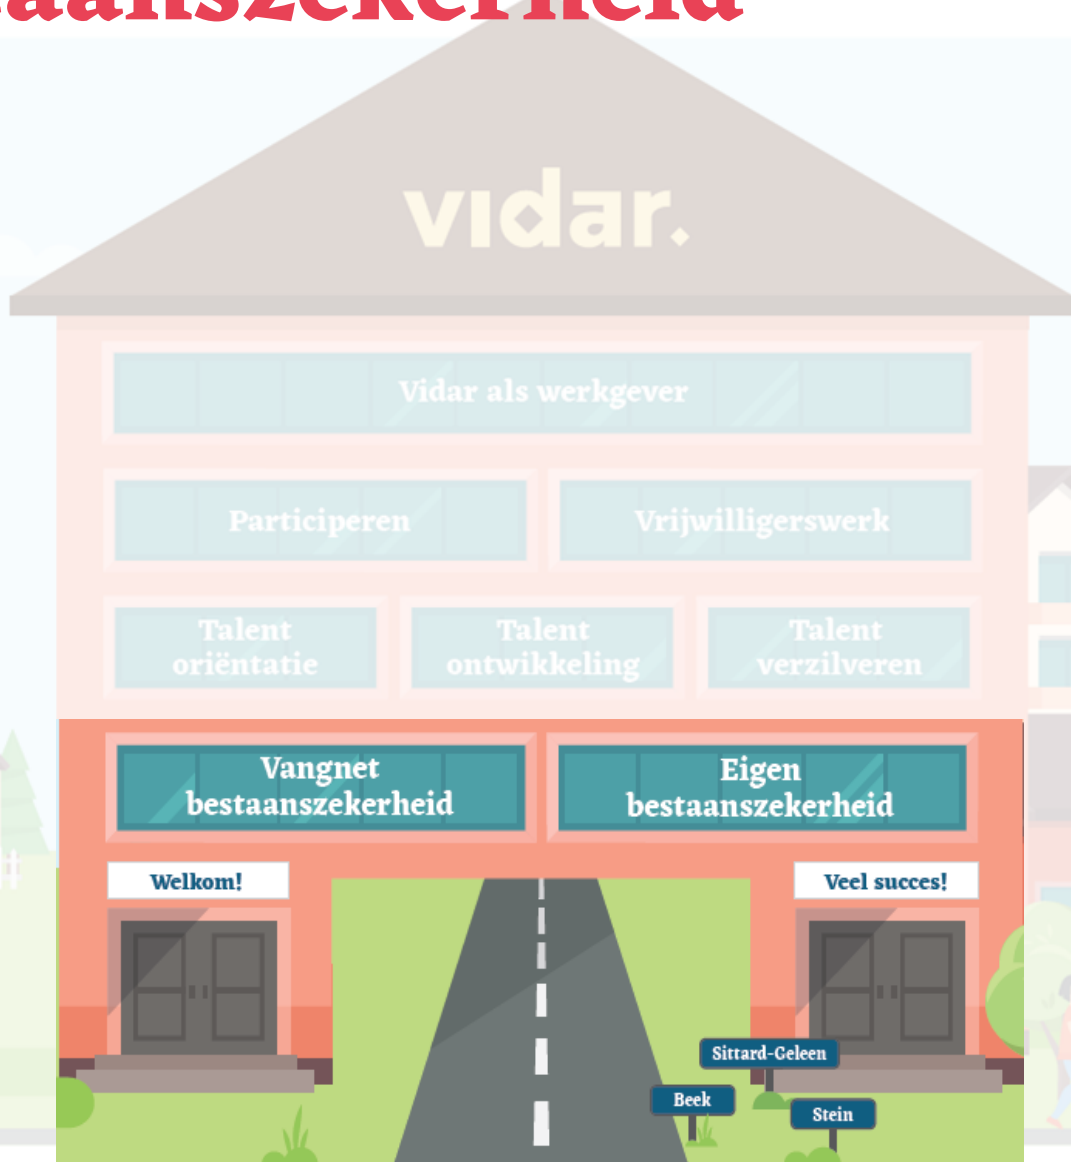 vidar.
Vidar als werkgever
Participeren
Vrijwilligerswerk
Talent
oriëntatie
Talent
ontwikkeling
Talent
verzilveren
Vangnet
bestaanszekerheid
Eigen
bestaanszekerheid
Welkom!
Veel succes!
Sittard-Geleen
Beek
Stein